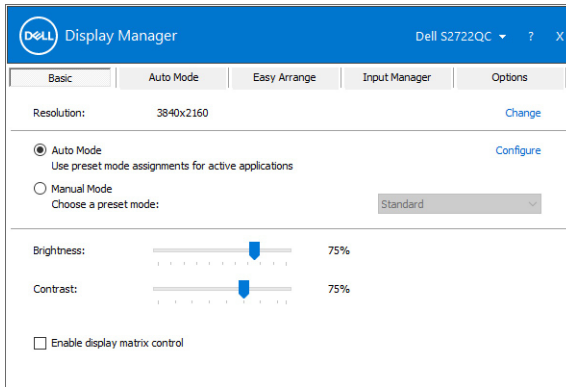 DELL Display Manager Dell S2722QC ? X
Basic Auto Mode Easy Arrange Input Manager Options
Resolution: 3840x2160 Change
Auto Mode Configure
Use preset mode assignments for active applications
Manual Mode
Choose a preset mode: Standard
Brightness: 75%
Contrast: 75%
Enable display matrix control